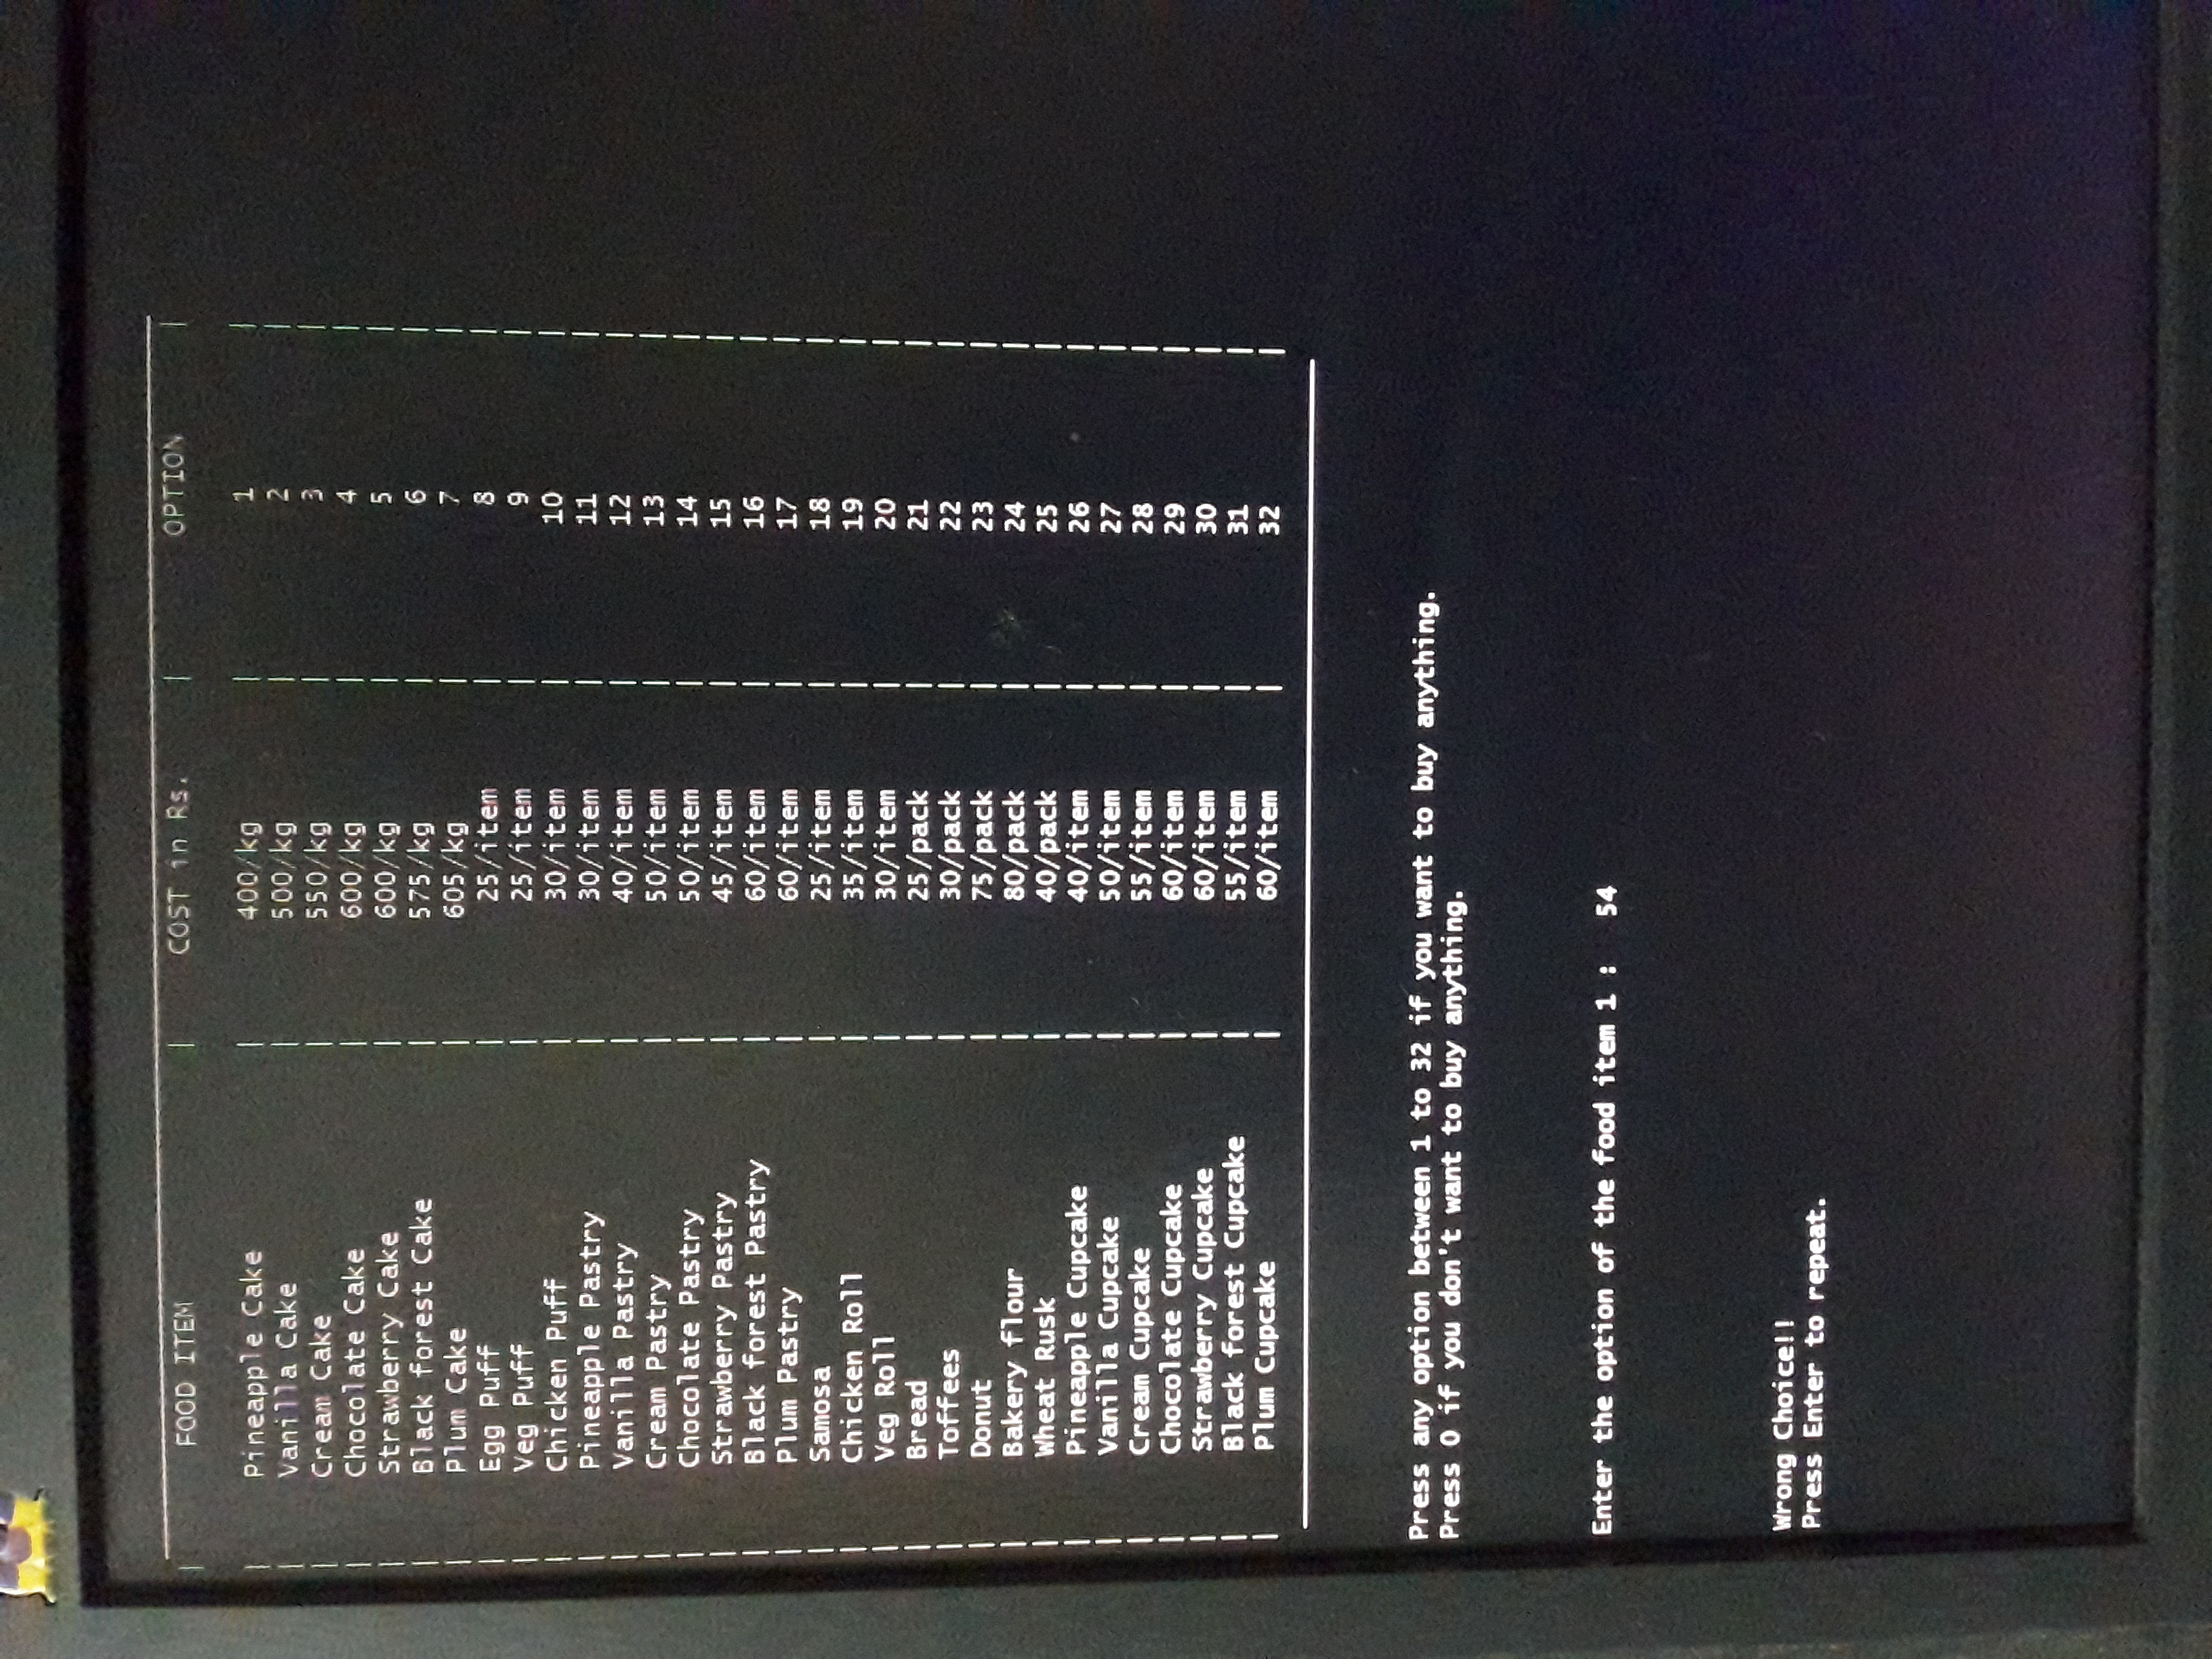 FOOD ITEM | COST in Rs. | OPTION
Pineapple Cake | 400/kg | 1
Vanilla Cake | 500/kg | 2
Cream Cake | 550/kg | 3
Chocolate Cake | 600/kg | 4
Strawberry Cake | 600/kg | 5
Black forest Cake | 575/kg | 6
Plum Cake | 605/kg | 7
Egg Puff | 25/item | 8
Veg Puff | 25/item | 9
Chicken Puff | 30/item | 10
Pineapple Pastry | 30/item | 11
Vanilla Pastry | 40/item | 12
Cream Pastry | 50/item | 13
Chocolate Pastry | 50/item | 14
Strawberry Pastry | 45/item | 15
Black forest Pastry | 60/item | 16
Plum Pastry | 60/item | 17
Samosa | 25/item | 18
Chicken Roll | 35/item | 19
Veg Roll | 30/item | 20
Bread | 25/pack | 21
Toffees | 30/pack | 22
Donut | 75/pack | 23
Bakery flour | 80/pack | 24
Wheat Rusk | 40/pack | 25
Pineapple Cupcake | 40/item | 26
Vanilla Cupcake | 50/item | 27
Cream Cupcake | 55/item | 28
Chocolate Cupcake | 60/item | 29
Strawberry Cupcake | 60/item | 30
Black forest Cupcake | 55/item | 31
Plum Cupcake | 60/item | 32
Press any option between 1 to 32 if you want to buy anything.
Press 0 if you don't want to buy anything.
Enter the option of the food item 1 : 54
Wrong Choice!!
Press Enter to repeat.